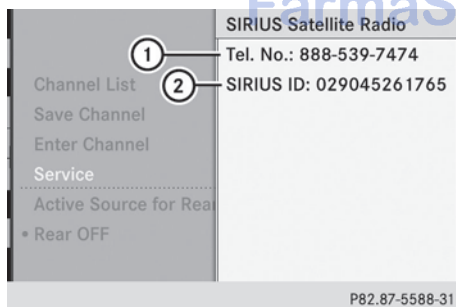 SIRIUS Satellite Radio
1 Tel. No.: 888-539-7474
2 SIRIUS ID: 029045261765
Channel List
Save Channel
Enter Channel
Service
Active Source for Rear
• Rear OFF
P82.87-5588-31